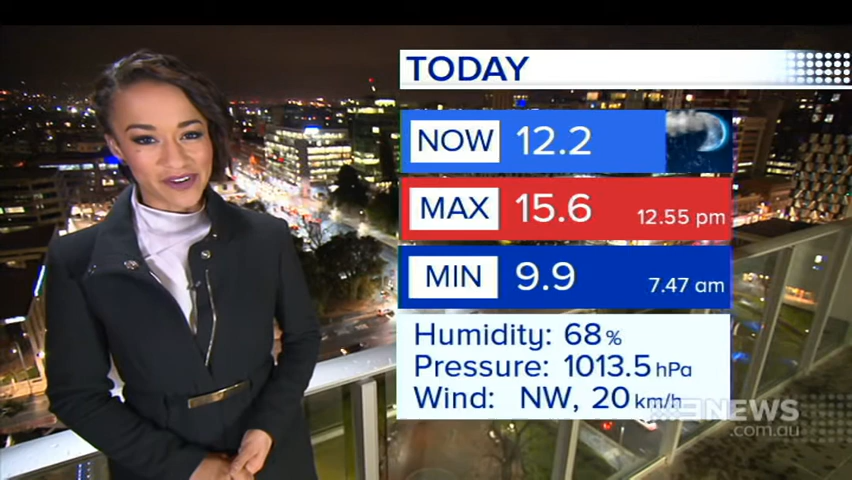 TODAY
NOW 12.2
MAX 15.6 12.55 pm
MIN 9.9 7.47 am
Humidity: 68%
Pressure: 1013.5 hPa
Wind: NW, 20 km/h
9NEWS
.com.au